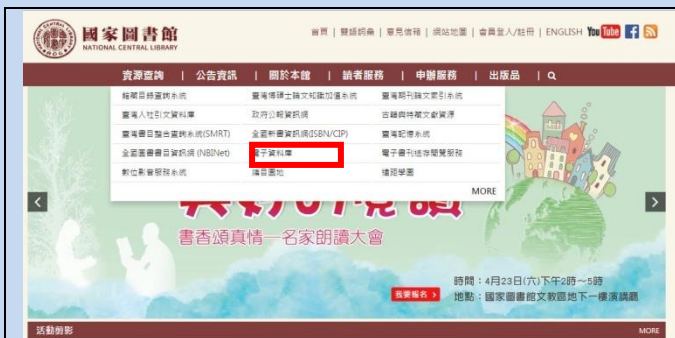 國家圖書館
NATIONAL CENTRAL LIBRARY
首頁 | 雙語詞彙 | 意見信箱 | 網站地圖 | 會員登入/註冊 | ENGLISH You Tube f
資源查詢 | 公告資訊 | 關於本館 | 讀者服務 | 申辦服務 | 出版品 |
館藏目錄查詢系統 臺灣博碩士論文知識加值系統 臺灣期刊論文索引系統
臺灣人社引文資料庫 政府公報資訊網 古籍與特藏文獻資源
臺灣書目整合查詢系統(SMRT) 全國新書資訊網(ISBN/CIP) 臺灣記憶系統
全國圖書書目資訊網 (NBINet) 電子資料庫 電子書刊送存閱覽服務
數位影音服務系統 編目園地 遠距學園
MORE
書香頌真情—名家朗讀大會
時間：4月23日(六)下午2時～5時
我要報名 地點：國家圖書館文教區地下一樓演講廳
活動剪影 MORE